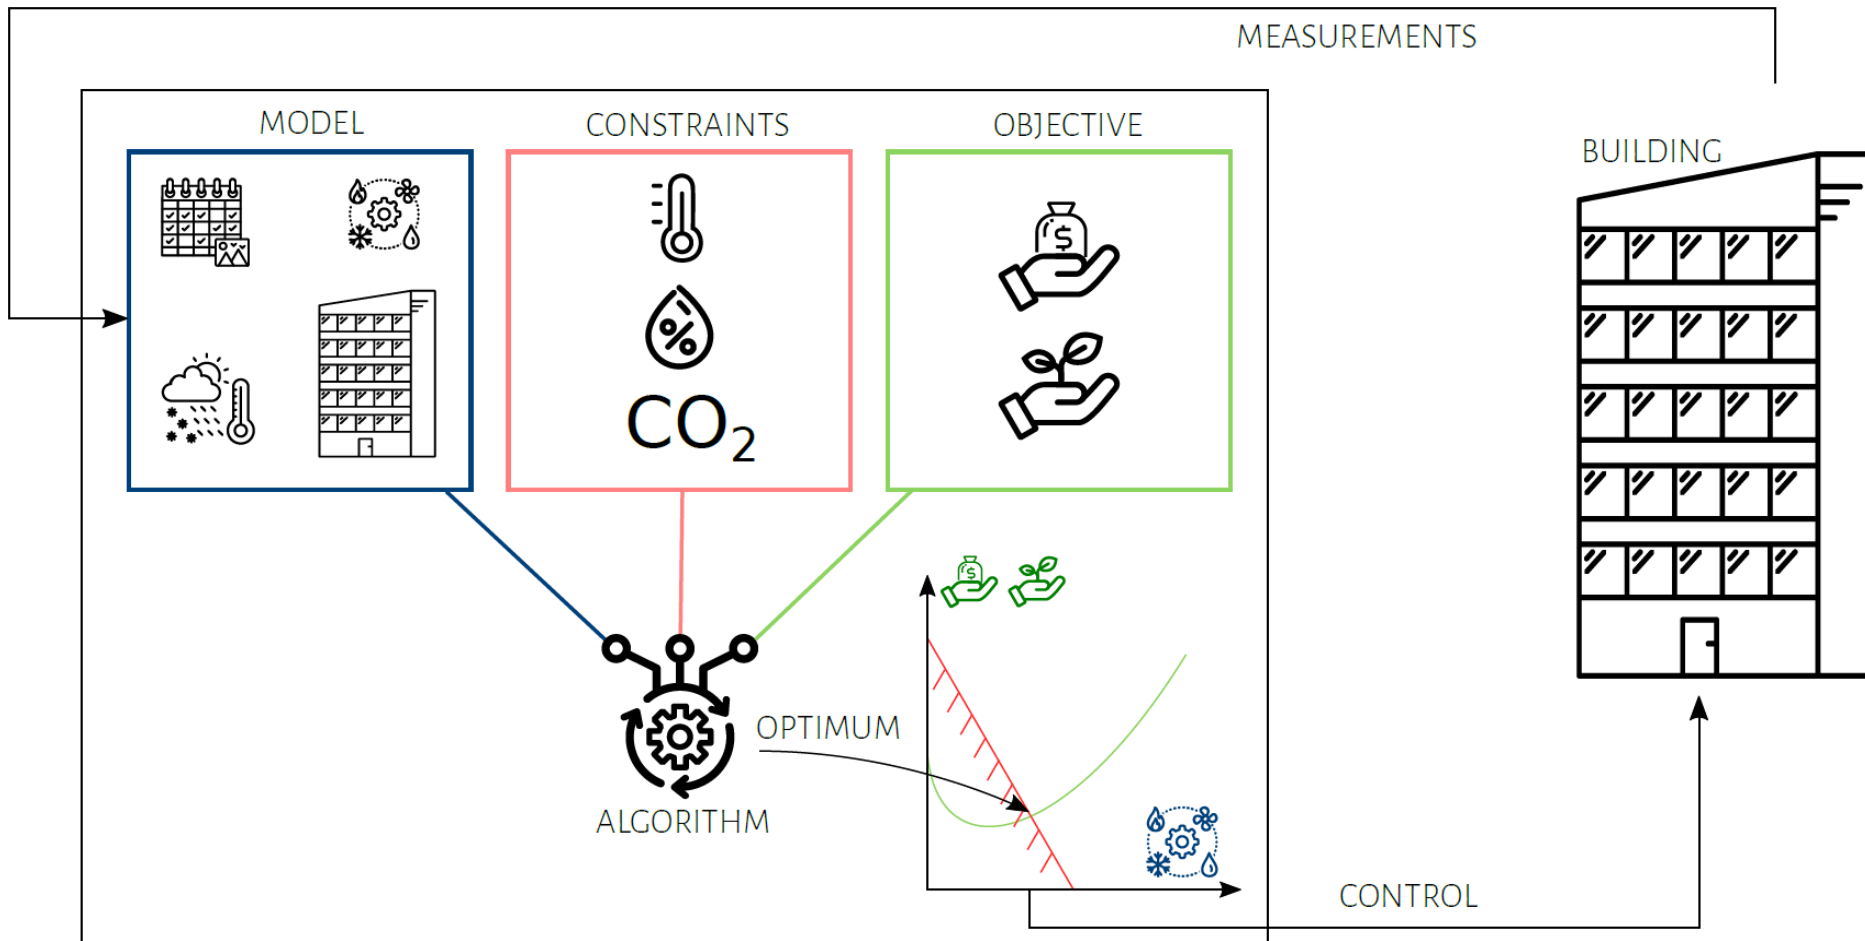 MEASUREMENTS
MODEL
CONSTRAINTS
OBJECTIVE
BUILDING
$
%
CO₂
$
OPTIMUM
ALGORITHM
CONTROL